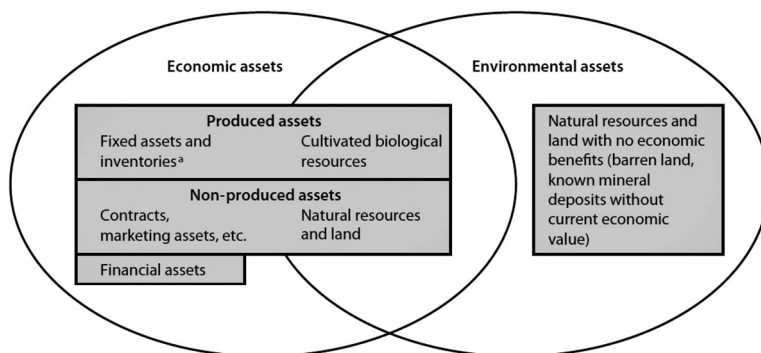 Economic assets
Environmental assets
Produced assets
Fixed assets and
inventoriesᵃ
Cultivated biological
resources
Non-produced assets
Contracts,
marketing assets, etc.
Natural resources
and land
Financial assets
Natural resources and
land with no economic
benefits (barren land,
known mineral
deposits without
current economic
value)